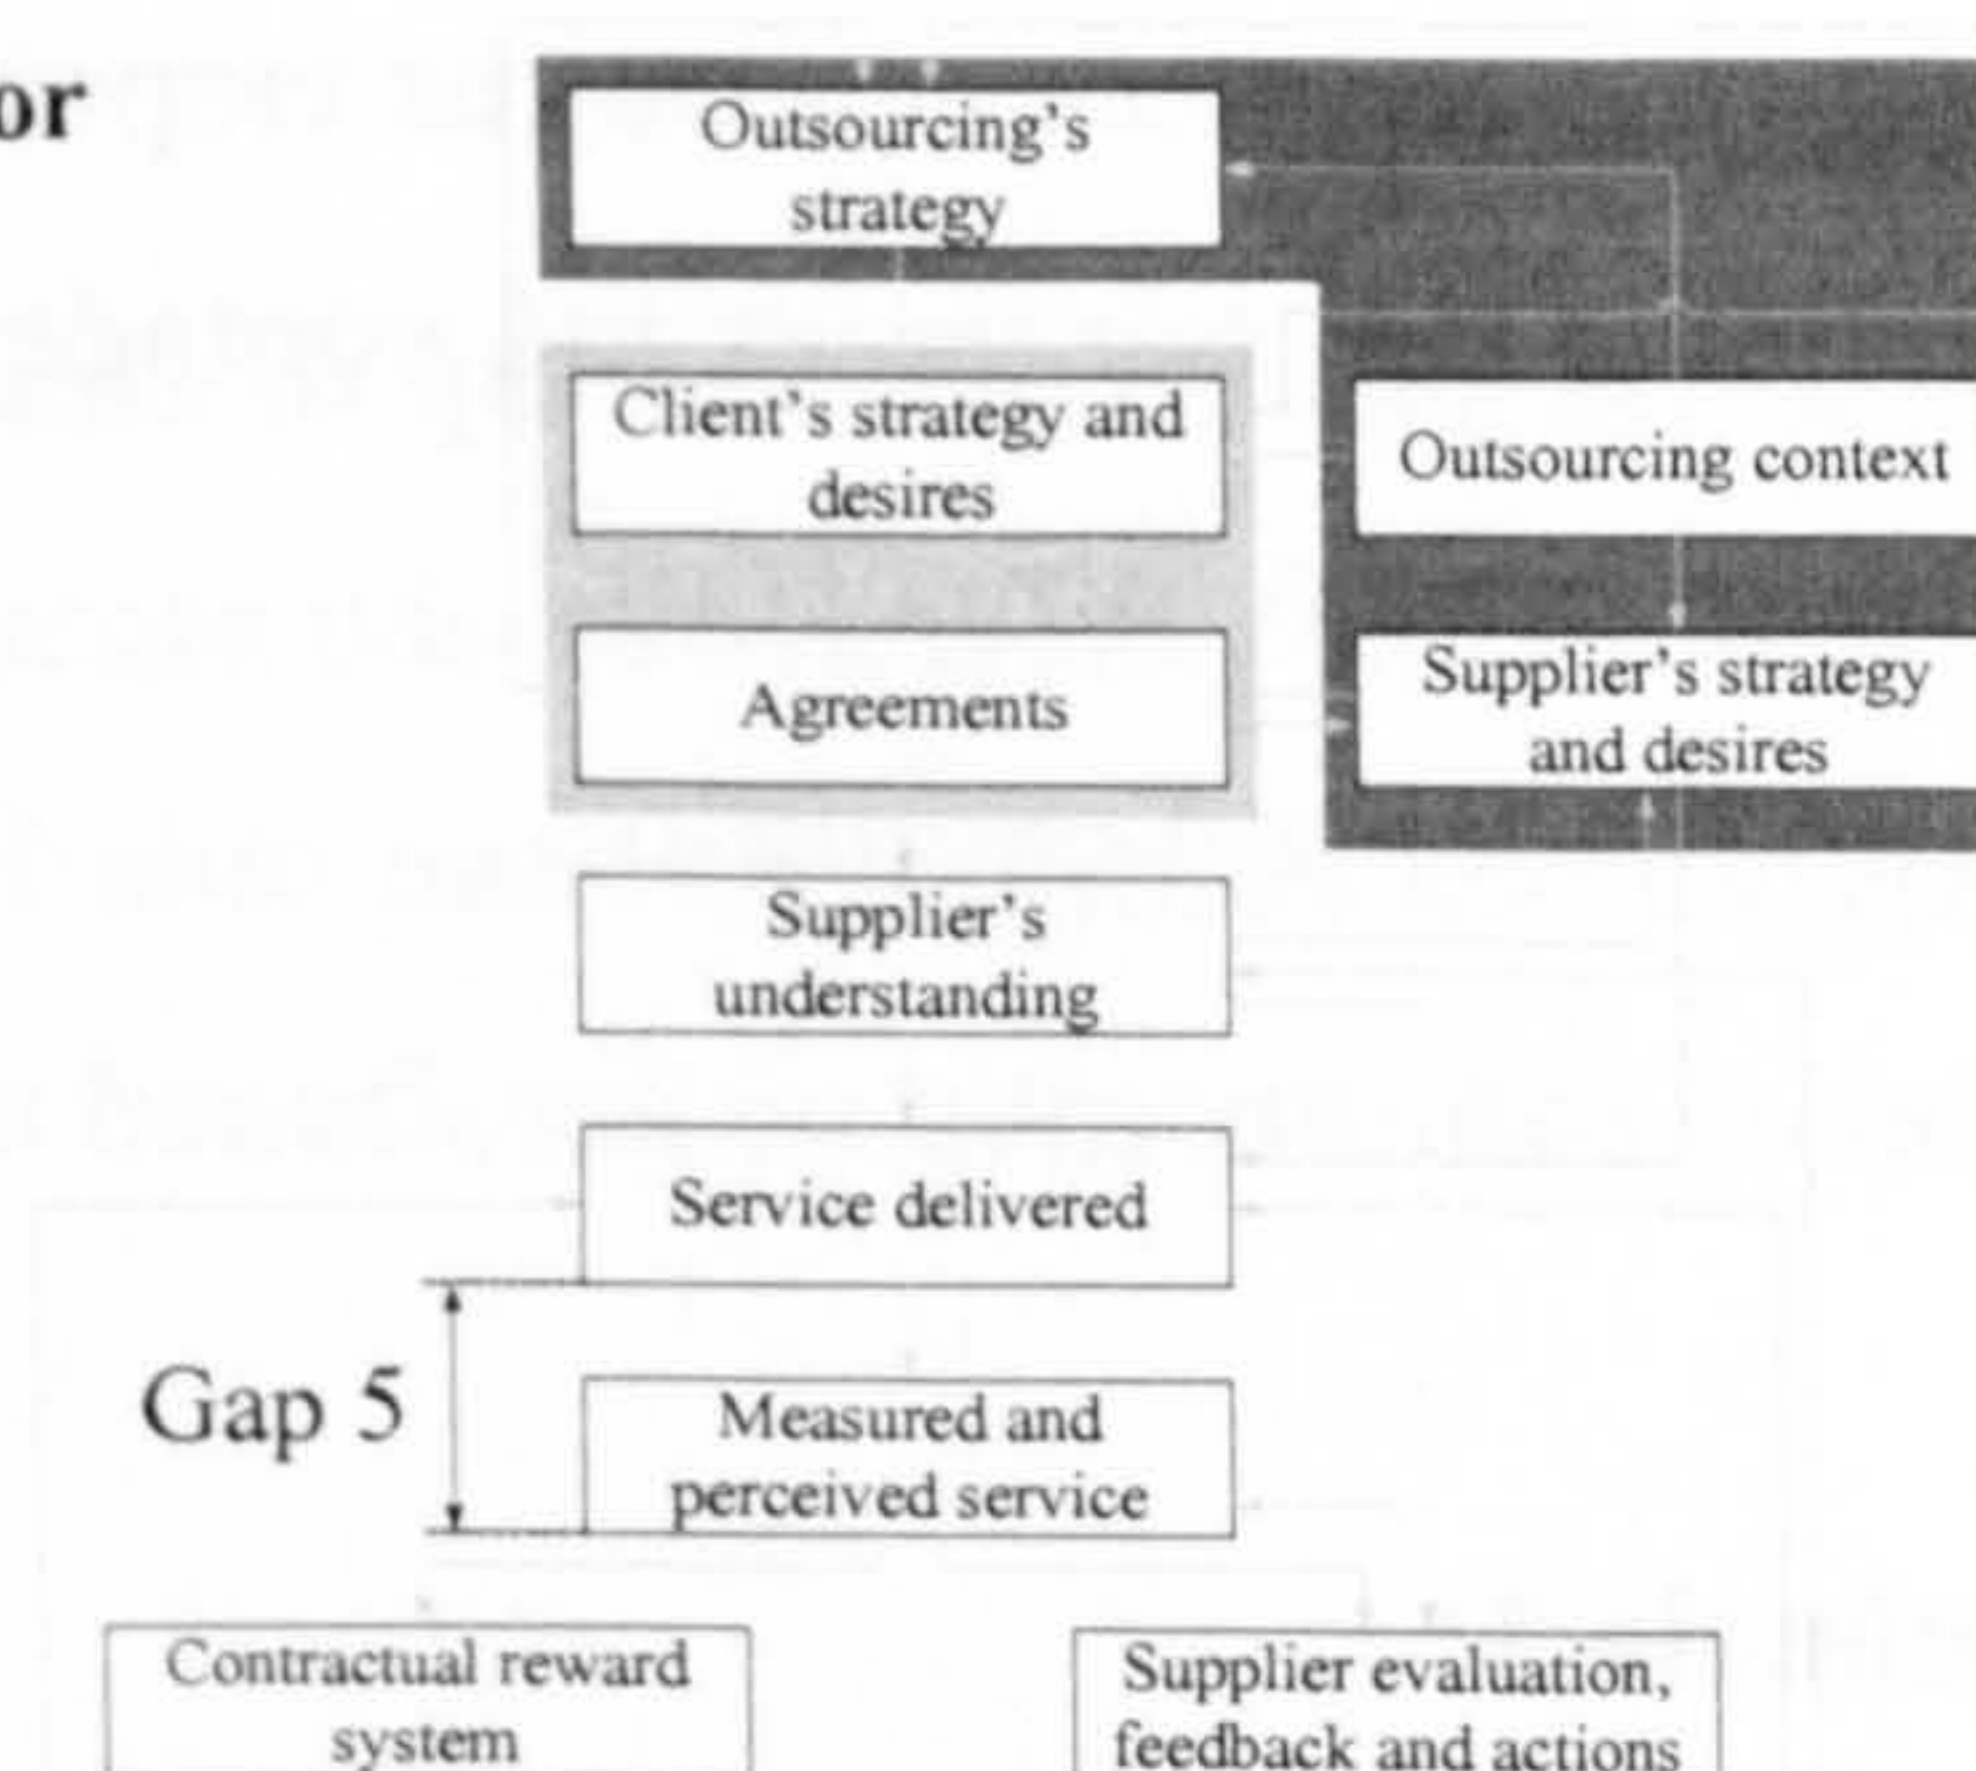 or
Outsourcing's
strategy
Client's strategy and
desires
Outsourcing context
Agreements
Supplier's strategy
and desires
Supplier's
understanding
Service delivered
Gap 5
Measured and
perceived service
Contractual reward
system
Supplier evaluation,
feedback and actions